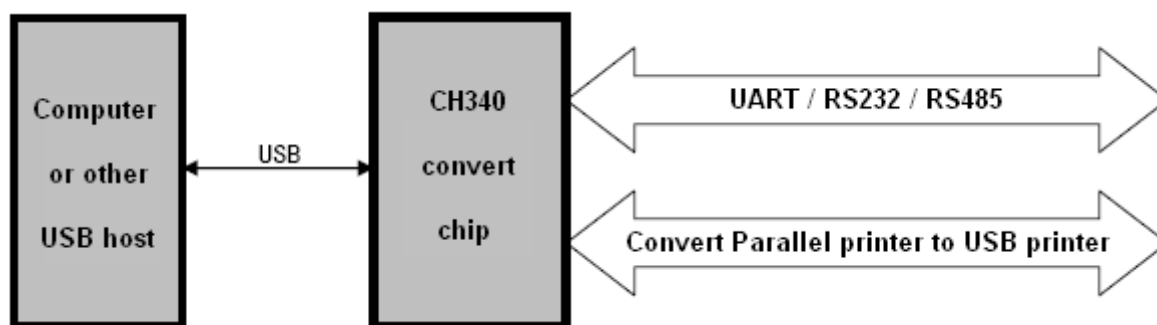 Computer
or other
USB host
USB
CH340
convert
chip
UART / RS232 / RS485
Convert Parallel printer to USB printer